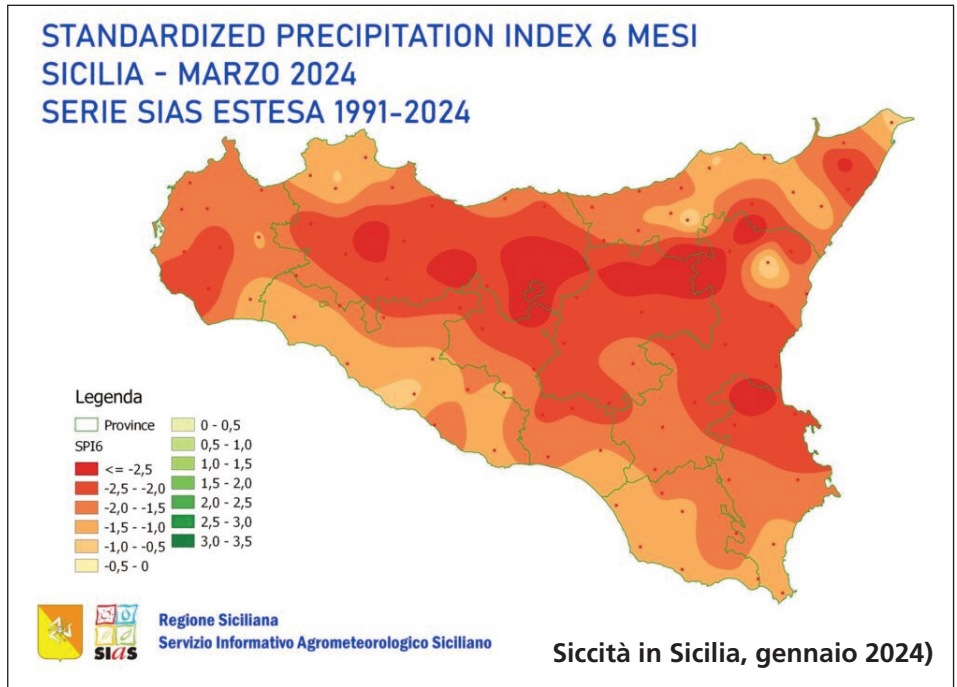 STANDARDIZED PRECIPITATION INDEX 6 MESI
SICILIA - MARZO 2024
SERIE SIAS ESTESA 1991-2024
Legenda
Province
SPI6
<= -2,5
-2,5 - -2,0
-2,0 - -1,5
-1,5 - -1,0
-1,0 - -0,5
-0,5 - 0
0 - 0,5
0,5 - 1,0
1,0 - 1,5
1,5 - 2,0
2,0 - 2,5
2,5 - 3,0
3,0 - 3,5
sIas
Regione Siciliana
Servizio Informativo Agrometeorologico Siciliano
Siccità in Sicilia, gennaio 2024)